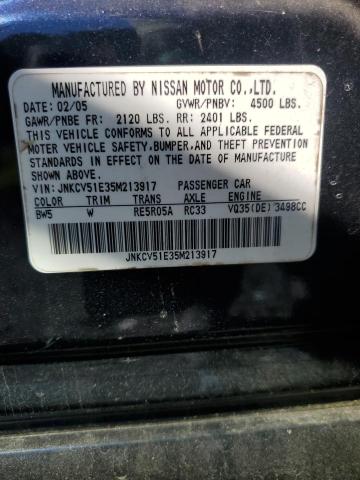 MANUFACTURED BY NISSAN MOTOR CO.,LTD.
DATE: 02/05 GVWR/PNBV: 4500 LBS.
GAWR/PNBE FR: 2120 LBS. RR: 2401 LBS.
THIS VEHICLE CONFORMS TO ALL APPLICABLE FEDERAL
MOTOR VEHICLE SAFETY,BUMPER, AND THEFT PREVENTION
STANDARDS IN EFFECT ON THE DATE OF MANUFACTURE
SHOWN ABOVE.
VIN: JNKCV51E35M213917 PASSENGER CAR
COLOR TRIM TRANS AXLE ENGINE
BW5 W RE5R05A RC33 VQ35(DE) 3498CC
JNKCV51E35M213917